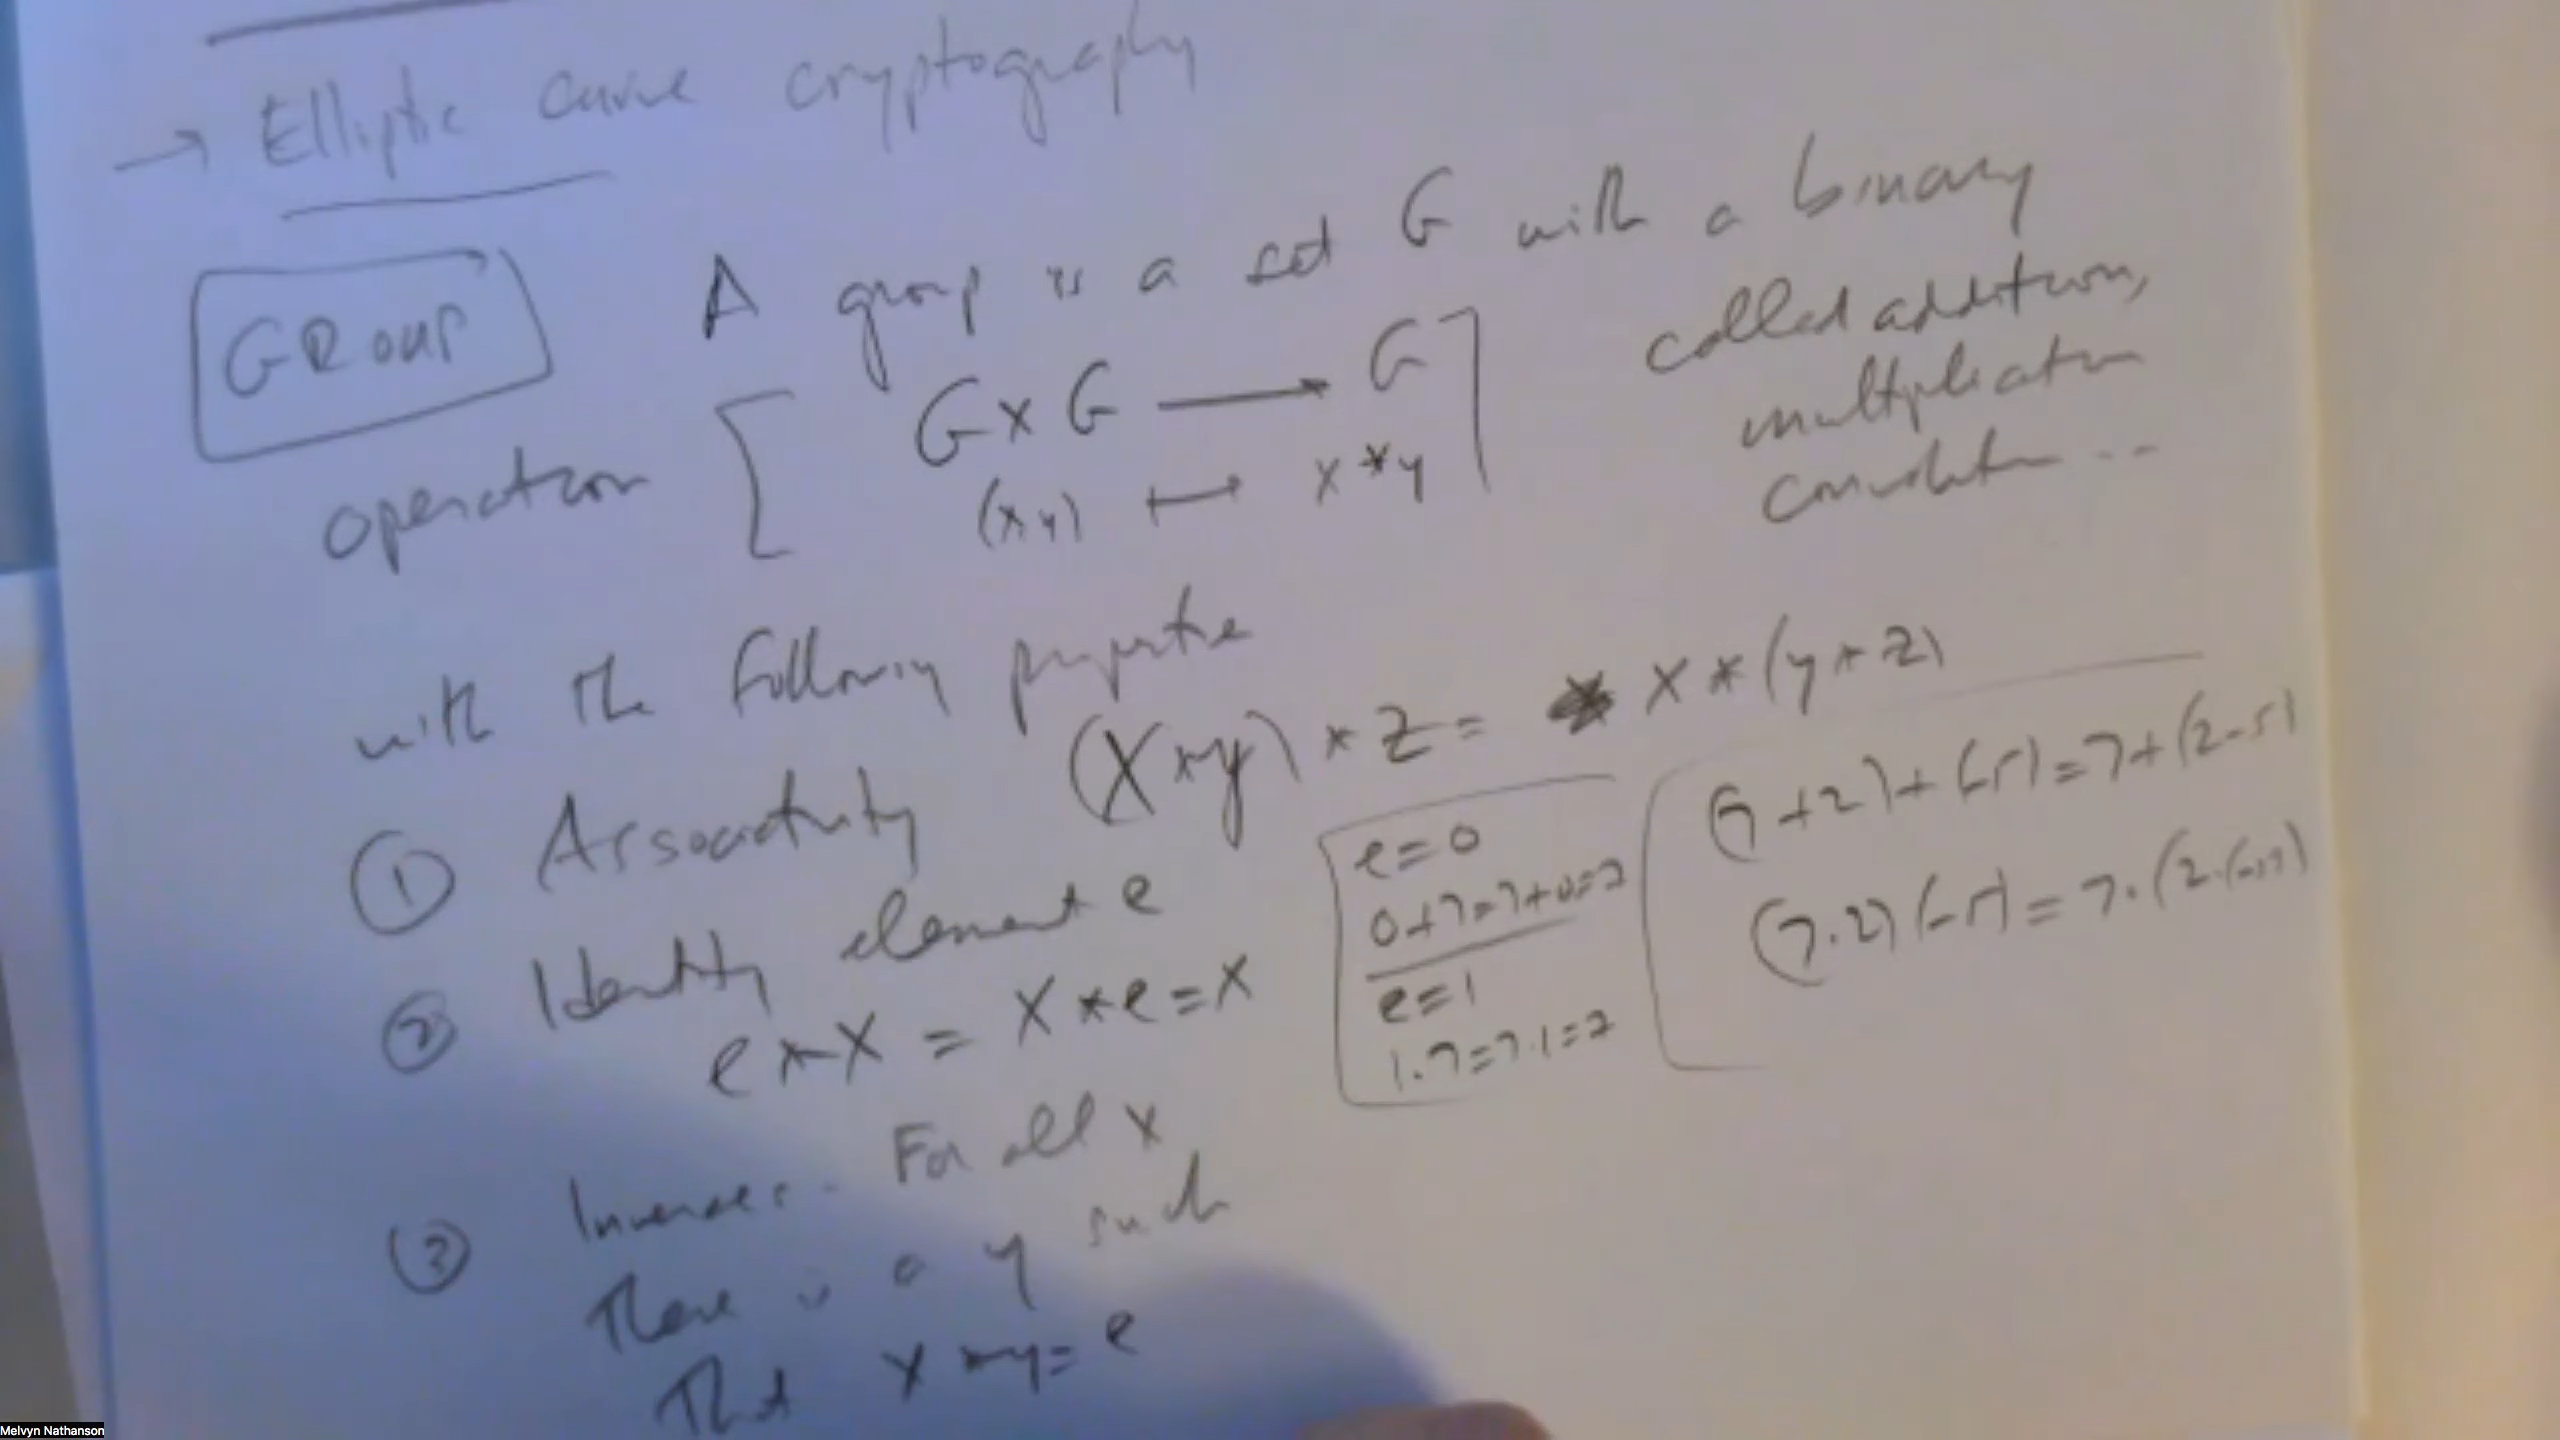 → Elliptic curve cryptography
GROUP
A group is a set G with a binary
operation [ G × G ⟶ G ]
(x, y) ↦ x * y
called addition,
multiplication
convolution ...
with the following properties
① Associativity (x * y) * z = x * (y * z)
(7+2)+(-5)=7+(2-5)
(7·2)(-5)=7·(2·(-5))
② Identity element e
e * x = x * e = x
e=0
0+7=7+0=7
e=1
1·7=7·1=7
③ Inverses. For all x
There is a y such
That x * y = e
Melvyn Nathanson